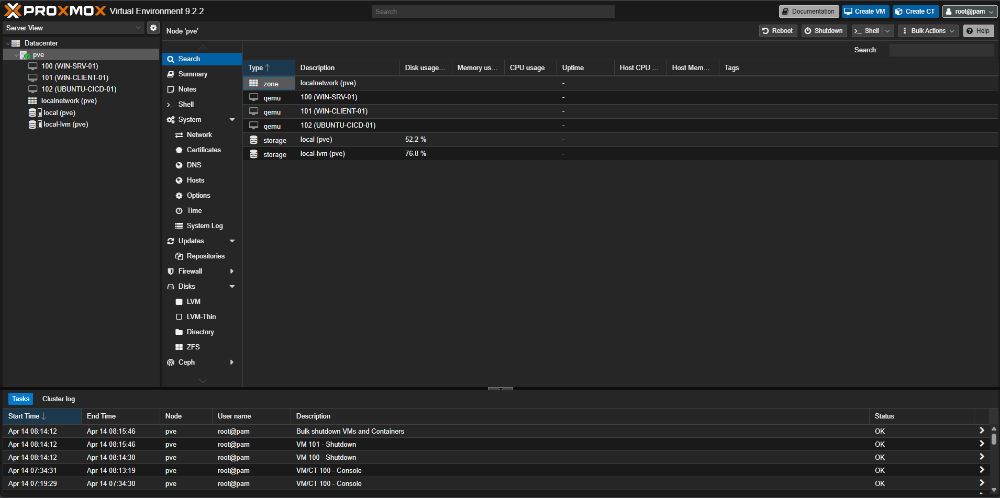 PROXMOX Virtual Environment 9.2.2 Search Documentation Create VM Create CT root@pam
Server View
Node 'pve' Reboot Shutdown Shell Bulk Actions Help
Datacenter
pve
100 (WIN-SRV-01)
101 (WIN-CLIENT-01)
102 (UBUNTU-CICD-01)
localnetwork (pve)
local (pve)
local-lvm (pve)
Search
Summary
Notes
Shell
System
Network
Certificates
DNS
Hosts
Options
Time
System Log
Updates
Repositories
Firewall
Disks
LVM
LVM-Thin
Directory
ZFS
Ceph
Search:
Type Description Disk usage... Memory us... CPU usage Uptime Host CPU ... Host Mem... Tags
zone localnetwork (pve) -
qemu 100 (WIN-SRV-01) -
qemu 101 (WIN-CLIENT-01) -
qemu 102 (UBUNTU-CICD-01) -
storage local (pve) 52.2 % -
storage local-lvm (pve) 76.8 % -
Tasks Cluster log
Start Time End Time Node User name Description Status
Apr 14 08:14:12 Apr 14 08:15:46 pve root@pam Bulk shutdown VMs and Containers OK
Apr 14 08:14:12 Apr 14 08:15:46 pve root@pam VM 101 - Shutdown OK
Apr 14 08:14:12 Apr 14 08:14:30 pve root@pam VM 100 - Shutdown OK
Apr 14 07:34:31 Apr 14 08:13:19 pve root@pam VM/CT 100 - Console OK
Apr 14 07:19:29 Apr 14 07:34:30 pve root@pam VM/CT 100 - Console OK